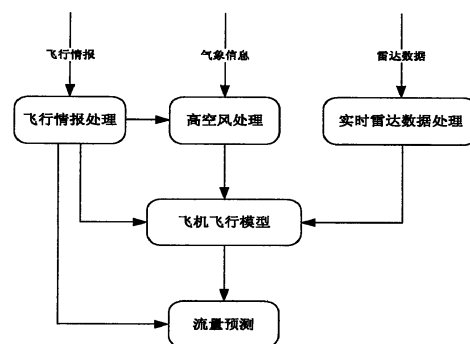 飞行情报
气象信息
雷达数据
飞行情报处理
高空风处理
实时雷达数据处理
飞机飞行模型
流量预测